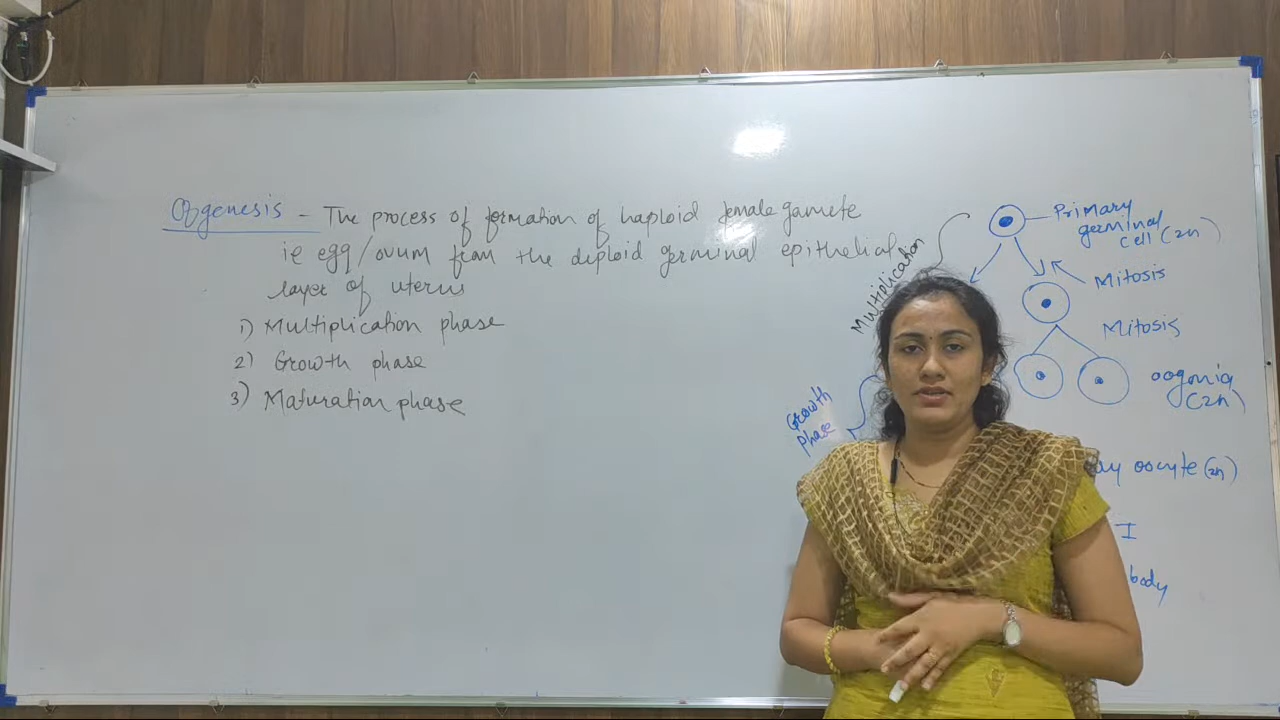 Oogenesis - The process of formation of haploid female gamete
ie egg/ovum from the diploid germinal epithelial
layer of uterus
1) Multiplication phase
2) Growth phase
3) Maturation phase
Primary
germinal
cell (2n)
Multiplication
Mitosis
Mitosis
oogonia
(2n)
Growth
phase
oocyte (2n)
I
body